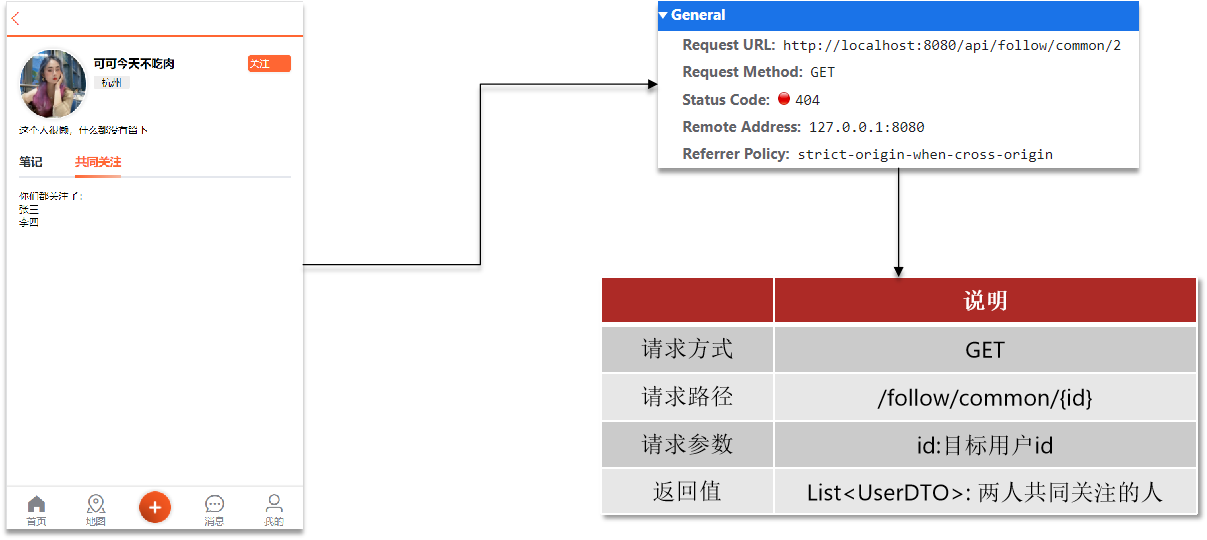 可可今天不吃肉
关注
杭州
这个人很懒，什么都没有留下
笔记
共同关注
你们都关注了：
张三
李四
首页
地图
消息
我的
General
Request URL: http://localhost:8080/api/follow/common/2
Request Method: GET
Status Code: 404
Remote Address: 127.0.0.1:8080
Referrer Policy: strict-origin-when-cross-origin
说明
请求方式 GET
请求路径 /follow/common/{id}
请求参数 id:目标用户id
返回值 List<UserDTO>: 两人共同关注的人